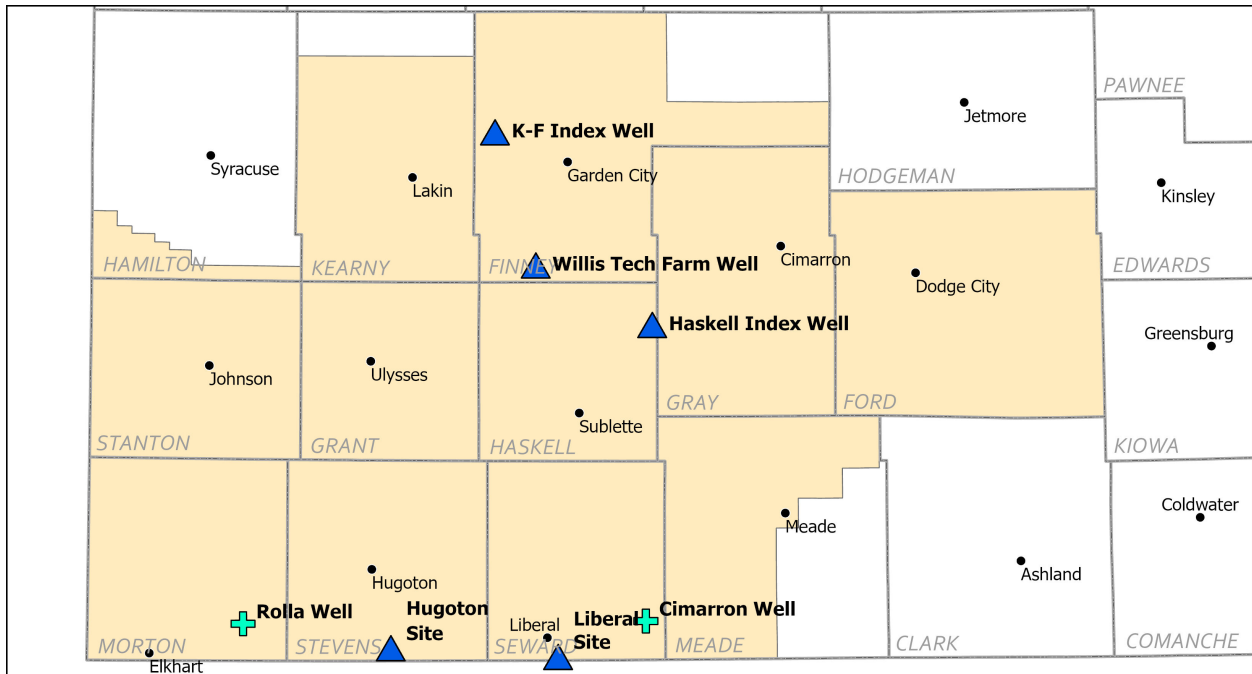 PAWNEE
Jetmore
K-F Index Well
Syracuse
Garden City
Lakin
HODGEMAN
Kinsley
HAMILTON
KEARNY
FINNEY
Willis Tech Farm Well
Cimarron
EDWARDS
Dodge City
Haskell Index Well
Greensburg
Johnson
Ulysses
GRAY
FORD
Sublette
STANTON
GRANT
HASKELL
KIOWA
Coldwater
Meade
Hugoton
Ashland
Rolla Well
Hugoton
Site
Liberal
Liberal
Site
Cimarron Well
MORTON
STEVENS
SEWARD
MEADE
CLARK
COMANCHE
Elkhart